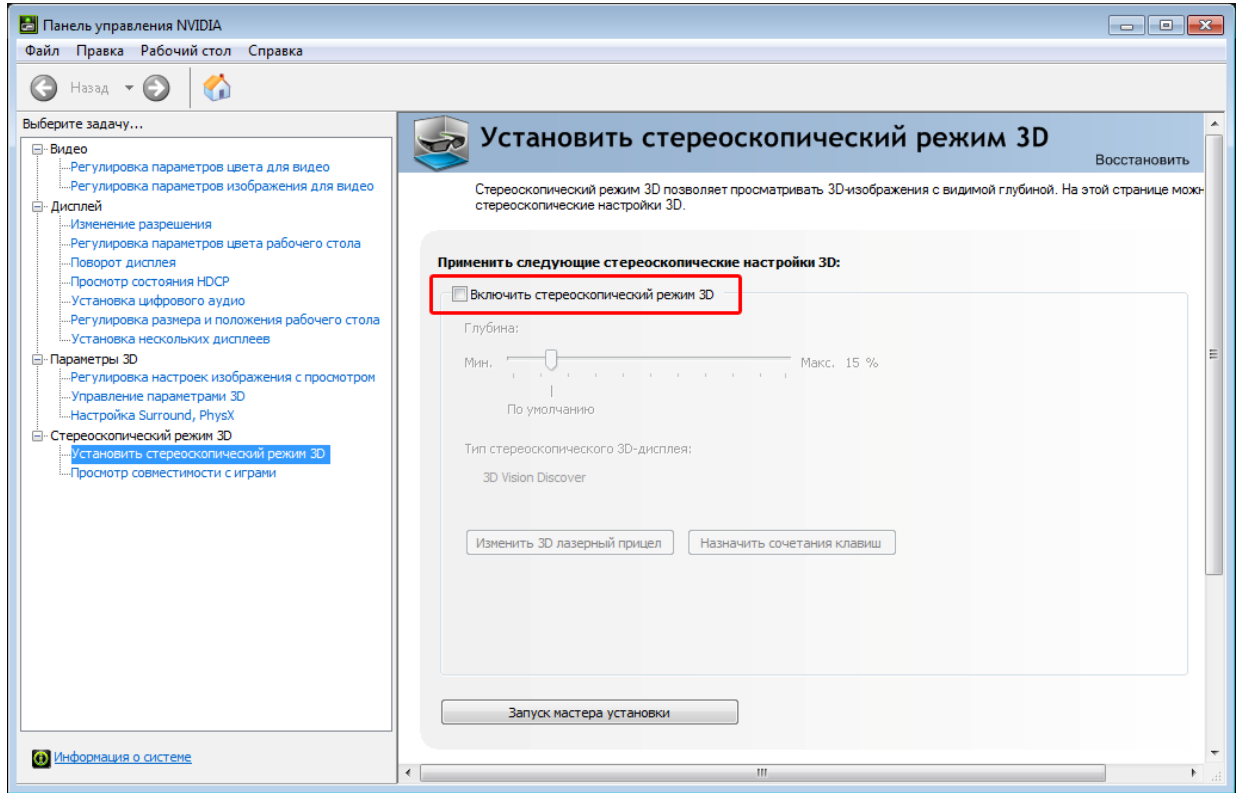 Панель управления NVIDIA
Файл Правка Рабочий стол Справка
Назад
Выберите задачу...
Видео
Регулировка параметров цвета для видео
Регулировка параметров изображения для видео
Дисплей
Изменение разрешения
Регулировка параметров цвета рабочего стола
Поворот дисплея
Просмотр состояния HDCP
Установка цифрового аудио
Регулировка размера и положения рабочего стола
Установка нескольких дисплеев
Параметры 3D
Регулировка настроек изображения с просмотром
Управление параметрами 3D
Настройка Surround, PhysX
Стереоскопический режим 3D
Установить стереоскопический режим 3D
Просмотр совместимости с играми
Информация о системе
Установить стереоскопический режим 3D
Восстановить
Стереоскопический режим 3D позволяет просматривать 3D-изображения с видимой глубиной. На этой странице можн
стереоскопические настройки 3D.
Применить следующие стереоскопические настройки 3D:
Включить стереоскопический режим 3D
Глубина:
Мин. Макс. 15 %
По умолчанию
Тип стереоскопического 3D-дисплея:
3D Vision Discover
Изменить 3D лазерный прицел Назначить сочетания клавиш
Запуск мастера установки